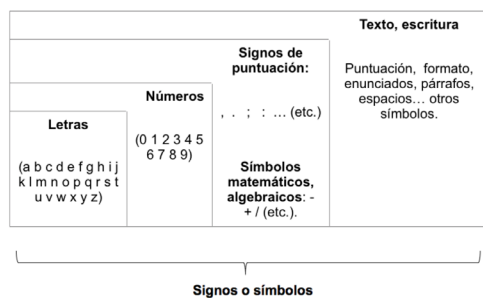 Texto, escritura
Puntuación, formato,
enunciados, párrafos,
espacios... otros
símbolos.
Signos de
puntuación:
, . ; : ... (etc.)
Símbolos
matemáticos,
algebraicos: -
+ / (etc.).
Números
(0 1 2 3 4 5
6 7 8 9)
Letras
(a b c d e f g h i j
k l m n o p q r s t
u v w x y z)
Signos o símbolos